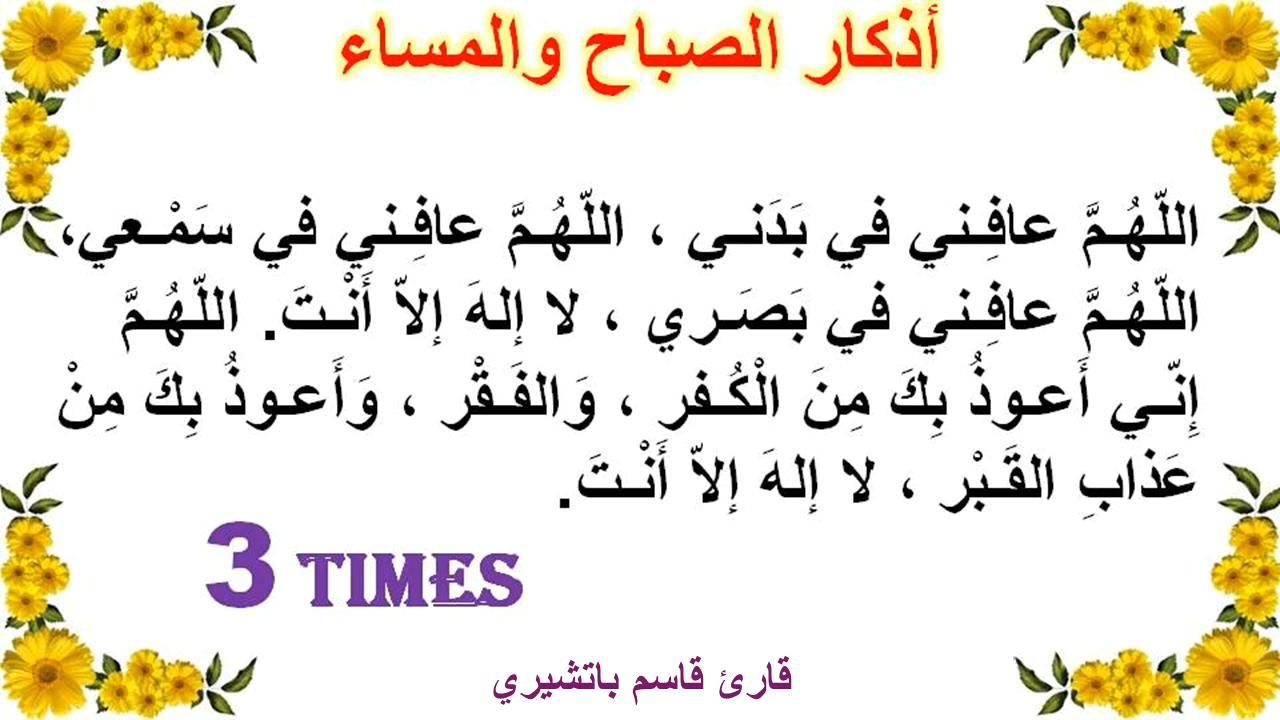 أذكار الصباح والمساء
اللّهُـمَّ عافِـني في بَدَنـي ، اللّهُـمَّ عافِـني في سَمْـعي،
اللّهُـمَّ عافِـني في بَصَـري ، لا إلهَ إلاّ أَنْـتَ. اللّهُـمَّ
إِنّـي أَعـوذُ بِكَ مِنَ الْكُـفر ، وَالفَـقْر ، وَأَعـوذُ بِكَ مِنْ
عَذابِ القَـبْر ، لا إلهَ إلاّ أَنْـتَ.
3 TIMES
قارئ قاسم باتشيري